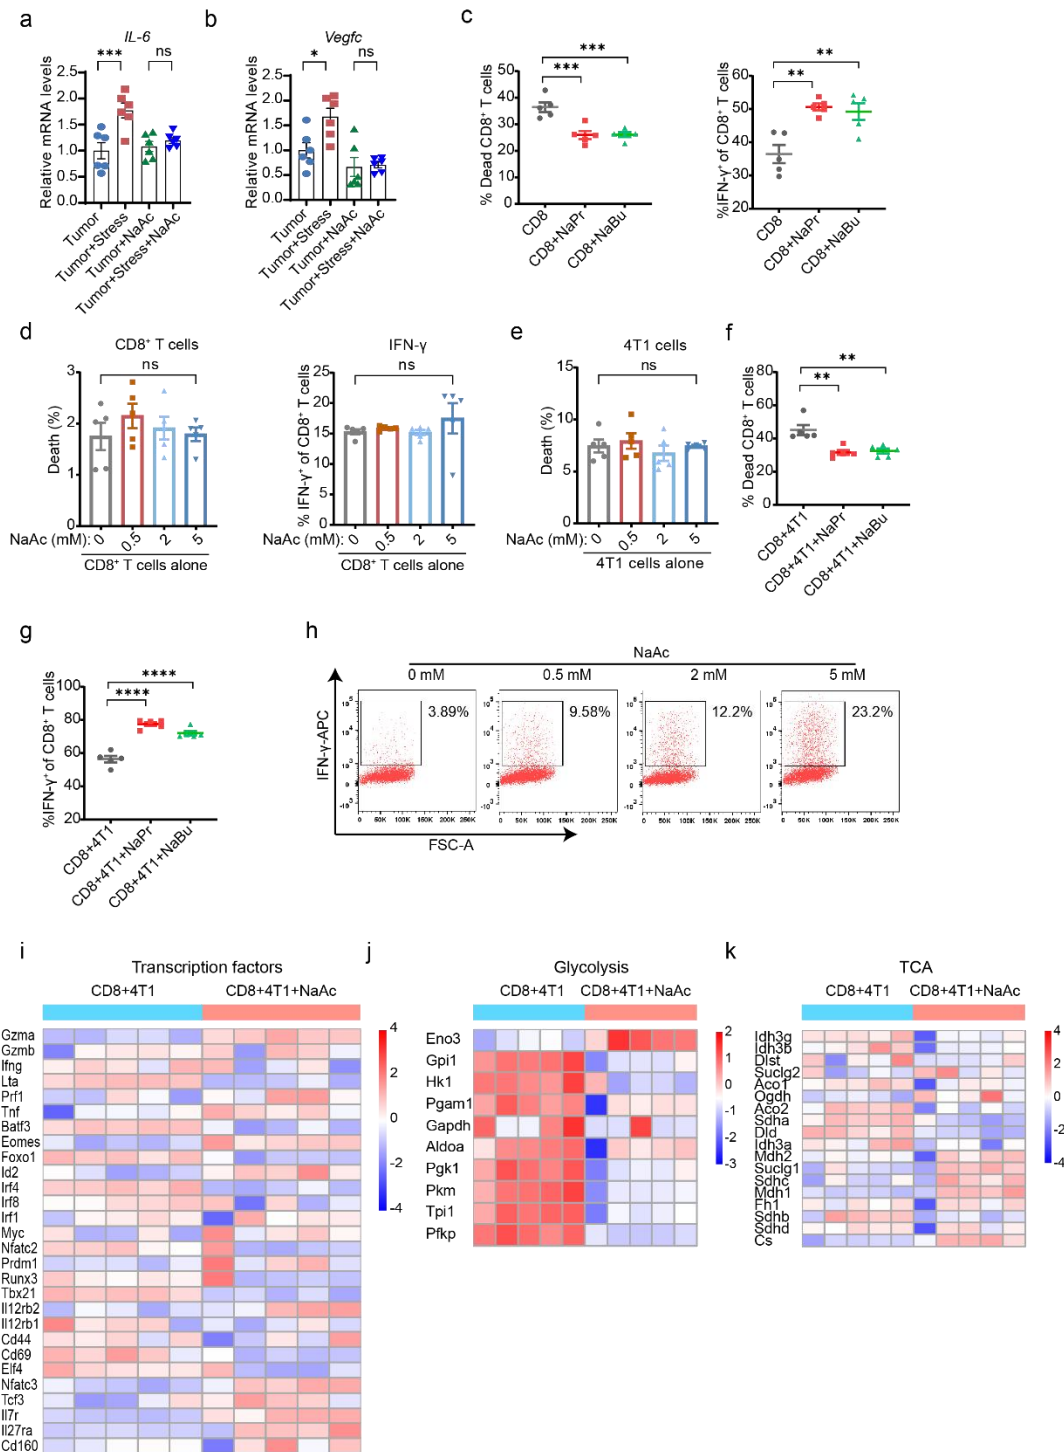 a
IL-6
***
ns
Relative mRNA levels
2.5
2.0
1.5
1.0
0.5
0.0
Tumor
Tumor+Stress
Tumor+NaAc
Tumor+Stress+NaAc
b
Vegfc
*
ns
Relative mRNA levels
2.5
2.0
1.5
1.0
0.5
0.0
Tumor
Tumor+Stress
Tumor+NaAc
Tumor+Stress+NaAc
c
***
***
% Dead CD8⁺ T cells
50
40
30
20
10
0
CD8
CD8+NaPr
CD8+NaBu
**
**
%IFN-γ⁺ of CD8⁺ T cells
60
50
40
30
20
CD8
CD8+NaPr
CD8+NaBu
d
CD8⁺ T cells
ns
Death (%)
3
2
1
0
NaAc (mM): 0 0.5 2 5
CD8⁺ T cells alone
IFN-γ
ns
% IFN-γ⁺ of CD8⁺ T cells
25
20
15
10
5
0
NaAc (mM): 0 0.5 2 5
CD8⁺ T cells alone
e
4T1 cells
ns
Death (%)
15
10
5
0
NaAc (mM): 0 0.5 2 5
4T1 cells alone
f
**
**
% Dead CD8⁺ T cells
80
60
40
20
0
CD8+4T1
CD8+4T1+NaPr
CD8+4T1+NaBu
g
****
****
%IFN-γ⁺ of CD8⁺ T cells
100
80
60
40
20
CD8+4T1
CD8+4T1+NaPr
CD8+4T1+NaBu
h
NaAc
0 mM 0.5 mM 2 mM 5 mM
3.89% 9.58% 12.2% 23.2%
IFN-γ-APC
FSC-A
i
Transcription factors
CD8+4T1 CD8+4T1+NaAc
Gzma
Gzmb
Ifng
Lta
Prf1
Tnf
Batf3
Eomes
Foxo1
Id2
Irf4
Irf8
Irf1
Myc
Nfatc2
Prdm1
Runx3
Tbx21
Il12rb2
Il12rb1
Cd44
Cd69
Elf4
Nfatc3
Tcf3
Il7r
Il27ra
Cd160
4
2
0
-2
-4
j
Glycolysis
CD8+4T1 CD8+4T1+NaAc
Eno3
Gpi1
Hk1
Pgam1
Gapdh
Aldoa
Pgk1
Pkm
Tpi1
Pfkp
2
1
0
-1
-2
-3
k
TCA
CD8+4T1 CD8+4T1+NaAc
Idh3g
Idh3b
Dlst
Suclg2
Aco1
Ogdh
Aco2
Sdha
Dld
Idh3a
Mdh2
Suclg1
Sdhc
Mdh1
Fh1
Sdhb
Sdhd
Cs
4
2
0
-2
-4